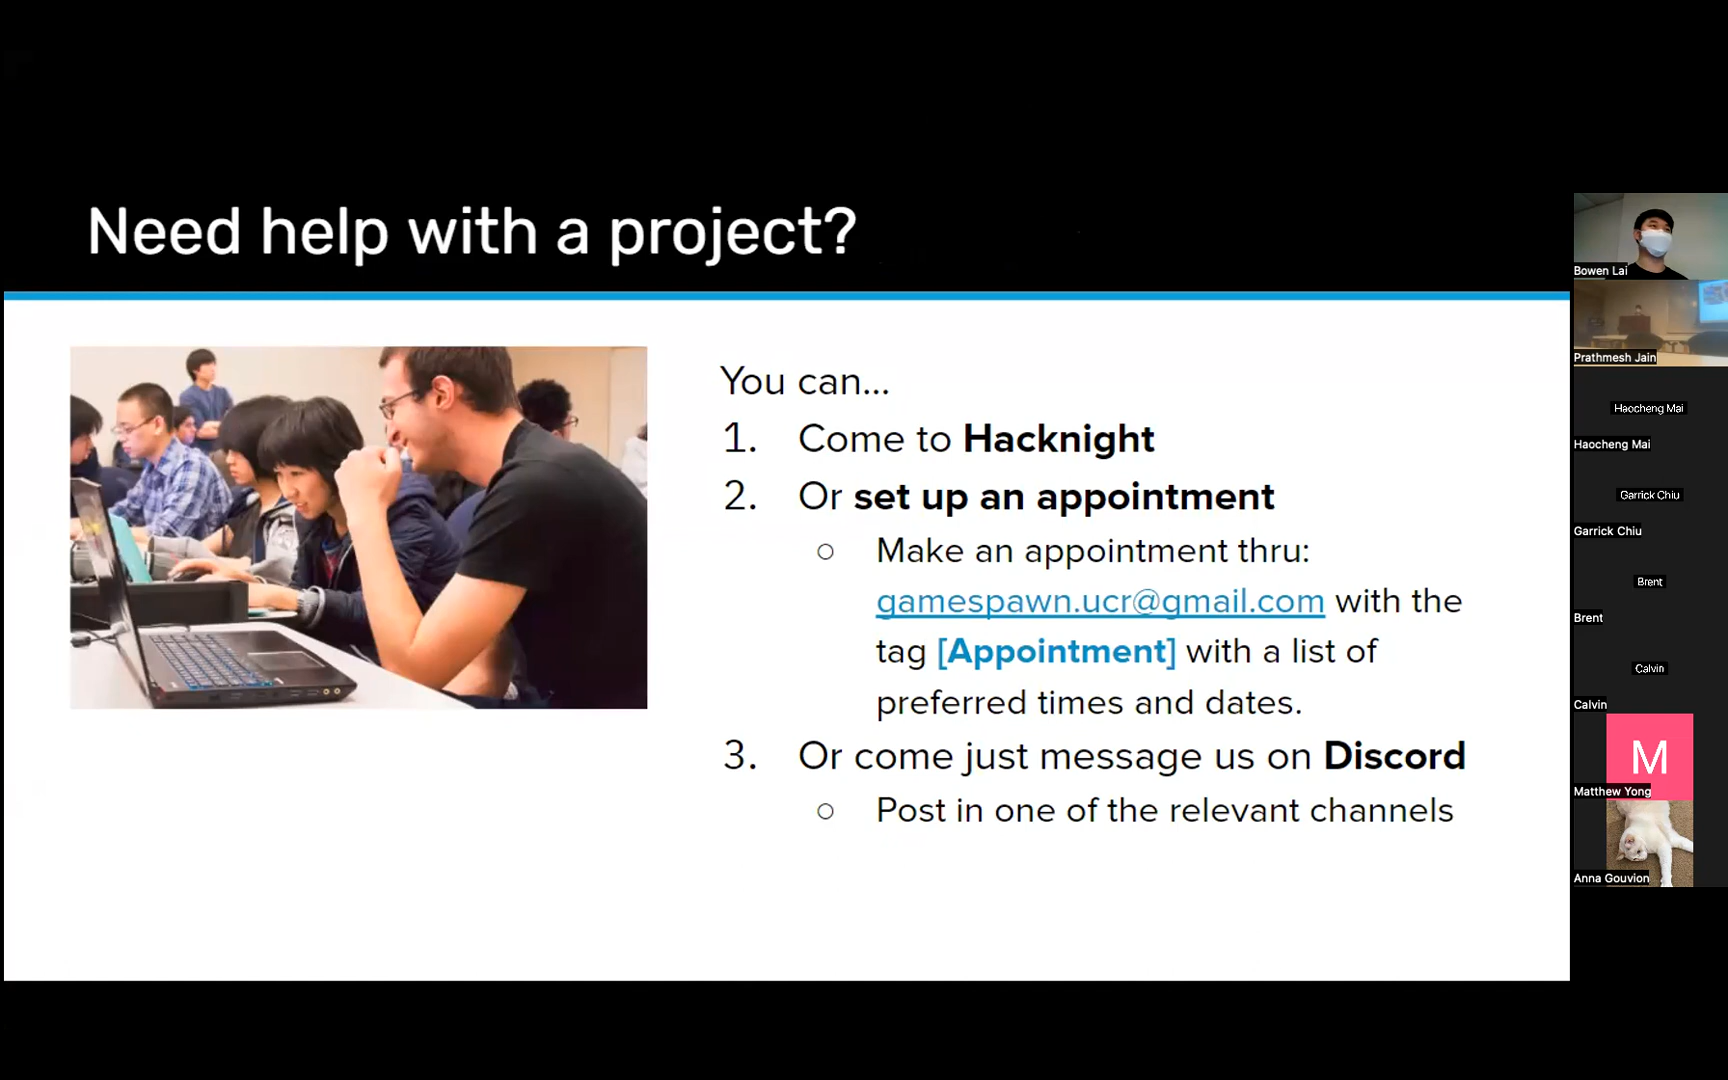 Need help with a project?
You can...
1. Come to Hacknight
2. Or set up an appointment
○ Make an appointment thru:
gamespawn.ucr@gmail.com with the
tag [Appointment] with a list of
preferred times and dates.
3. Or come just message us on Discord
○ Post in one of the relevant channels
Bowen Lai
Prathmesh Jain
Haocheng Mai
Haocheng Mai
Garrick Chiu
Garrick Chiu
Brent
Brent
Calvin
Calvin
M
Matthew Yong
Anna Gouvion